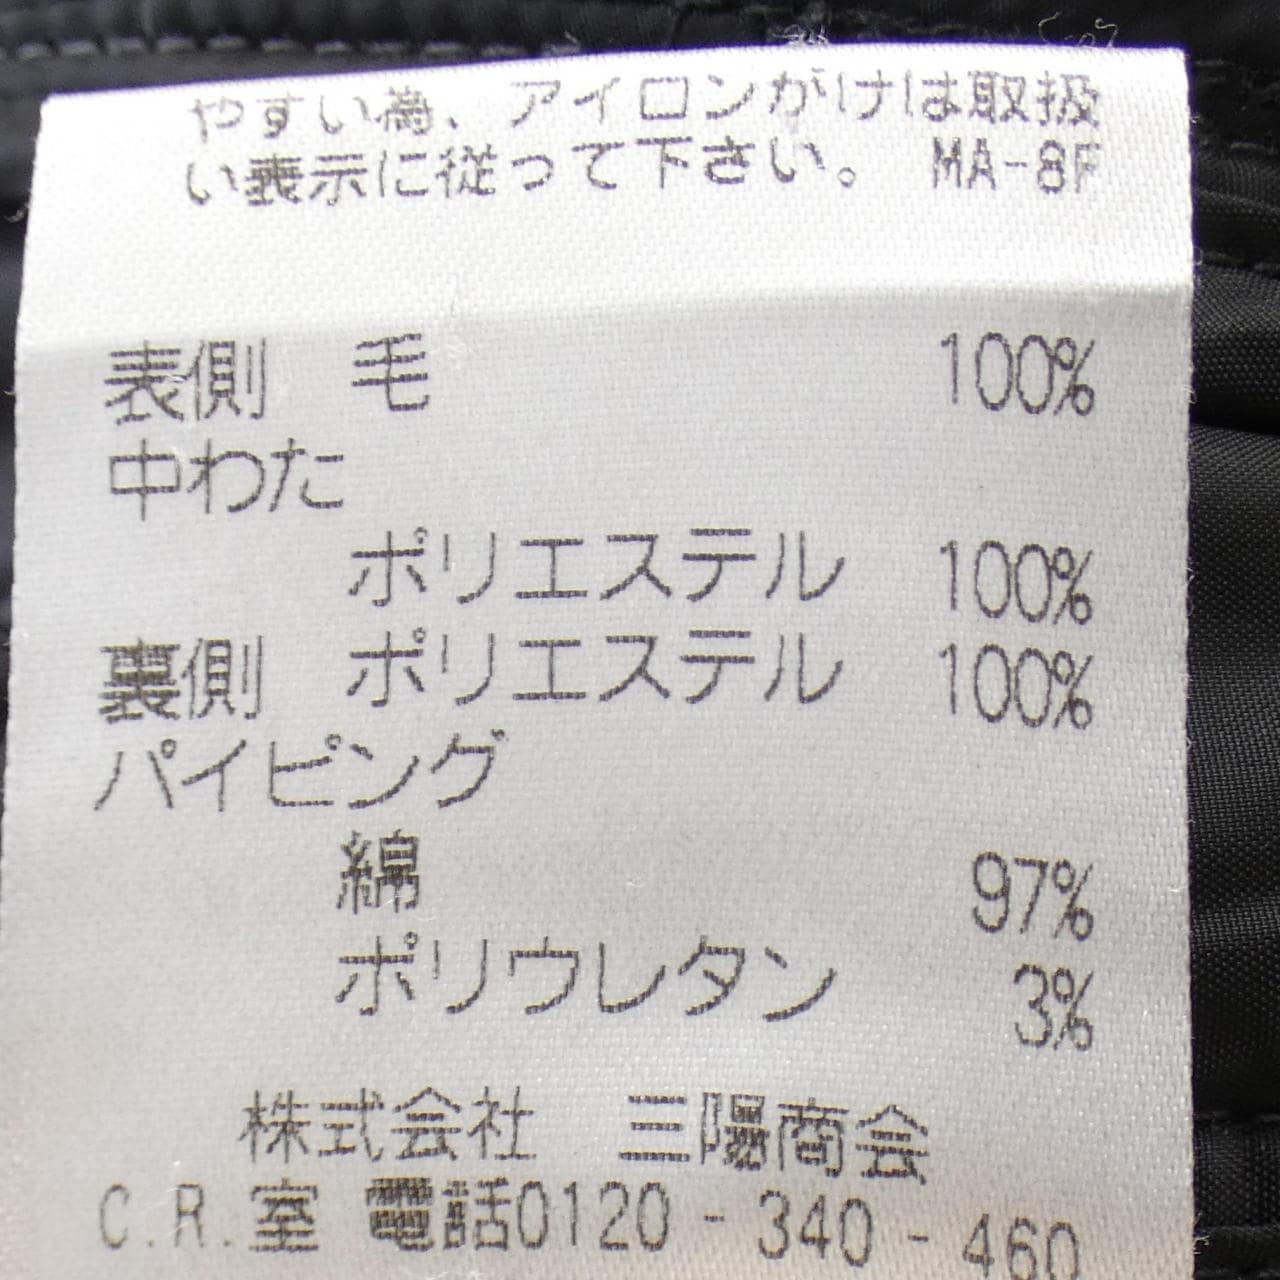 やすい為、アイロンがけは取扱
い表示に従って下さい。 MA-8F
表側 毛 100%
中わた
ポリエステル 100%
裏側 ポリエステル 100%
パイピング
綿 97%
ポリウレタン 3%
株式会社 三陽商会
C.R.室 電話0120-340-460